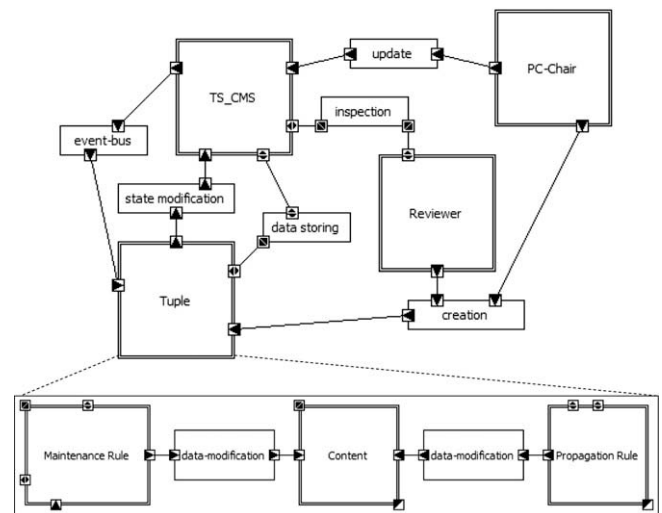 update
PC-Chair
TS_CMS
inspection
event-bus
state modification
Reviewer
data storing
Tuple
creation
Maintenance Rule
data-modification
Content
data-modification
Propagation Rule